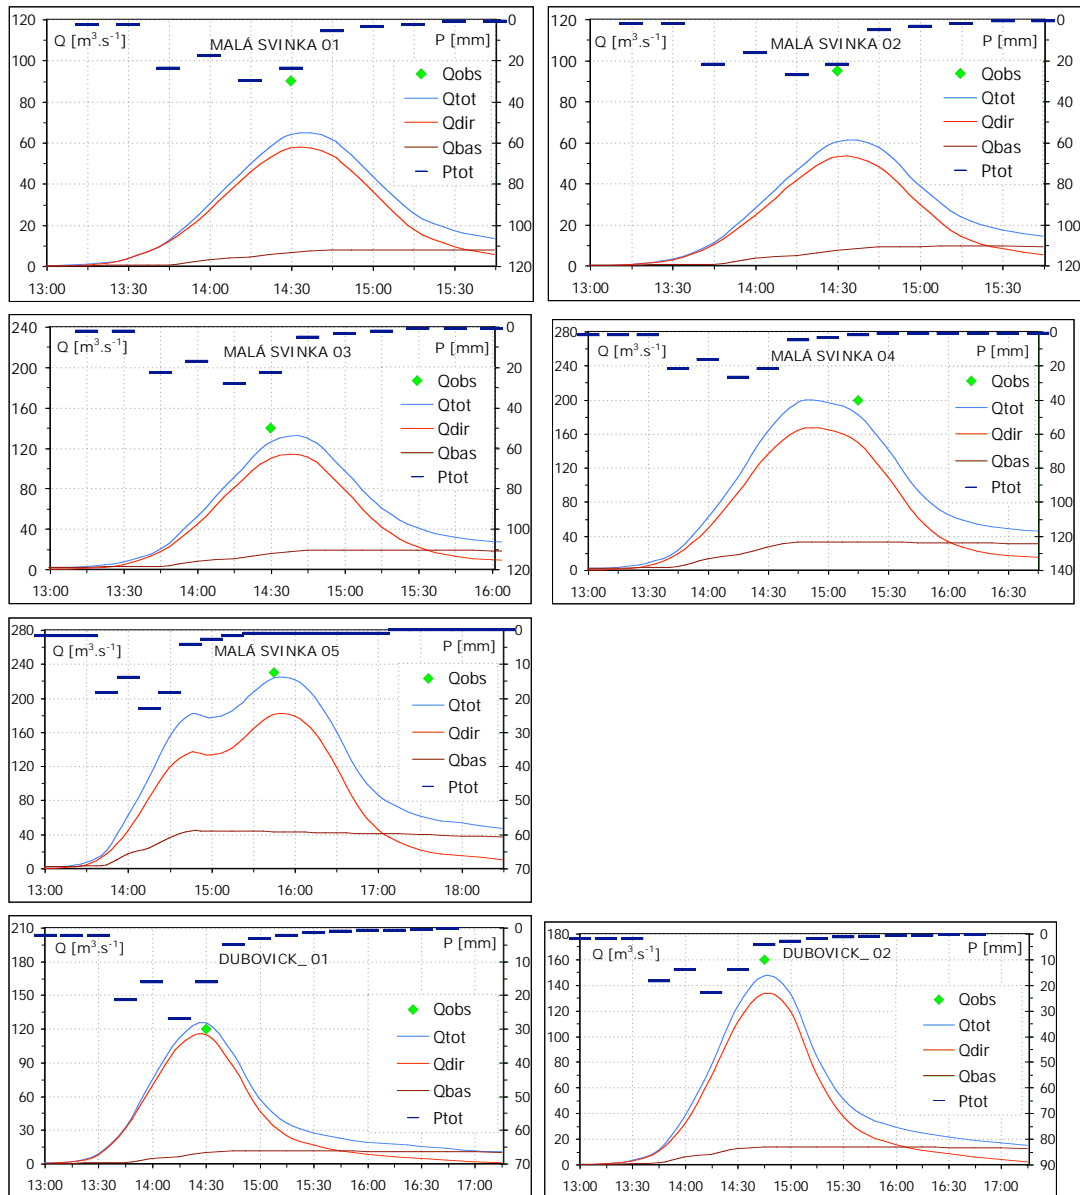 120
100
80
60
40
20
0
Q [m³.s⁻¹]
MALÁ SVINKA 01
P [mm]
0
20
40
60
80
100
120
Qobs
Qtot
Qdir
Qbas
Ptot
13:00 13:30 14:00 14:30 15:00 15:30
120
100
80
60
40
20
0
Q [m³.s⁻¹]
MALÁ SVINKA 02
P [mm]
0
20
40
60
80
100
120
Qobs
Qtot
Qdir
Qbas
Ptot
13:00 13:30 14:00 14:30 15:00 15:30
240
200
160
120
80
40
0
Q [m³.s⁻¹]
MALÁ SVINKA 03
P [mm]
0
20
40
60
80
100
120
Qobs
Qtot
Qdir
Qbas
Ptot
13:00 13:30 14:00 14:30 15:00 15:30 16:00
280
240
200
160
120
80
40
0
Q [m³.s⁻¹]
MALÁ SVINKA 04
P [mm]
0
20
40
60
80
100
120
140
Qobs
Qtot
Qdir
Qbas
Ptot
13:00 13:30 14:00 14:30 15:00 15:30 16:00 16:30
280
240
200
160
120
80
40
0
Q [m³.s⁻¹]
MALÁ SVINKA 05
P [mm]
0
10
20
30
40
50
60
70
Qobs
Qtot
Qdir
Qbas
Ptot
13:00 14:00 15:00 16:00 17:00 18:00
210
180
150
120
90
60
30
0
Q [m³.s⁻¹]
DUBOVICK_ 01
P [mm]
0
10
20
30
40
50
60
70
Qobs
Qtot
Qdir
Qbas
Ptot
13:00 13:30 14:00 14:30 15:00 15:30 16:00 16:30 17:00
180
160
140
120
100
80
60
40
20
0
Q [m³.s⁻¹]
DUBOVICK_ 02
P [mm]
0
10
20
30
40
50
60
70
80
90
Qobs
Qtot
Qdir
Qbas
Ptot
13:00 13:30 14:00 14:30 15:00 15:30 16:00 16:30 17:00